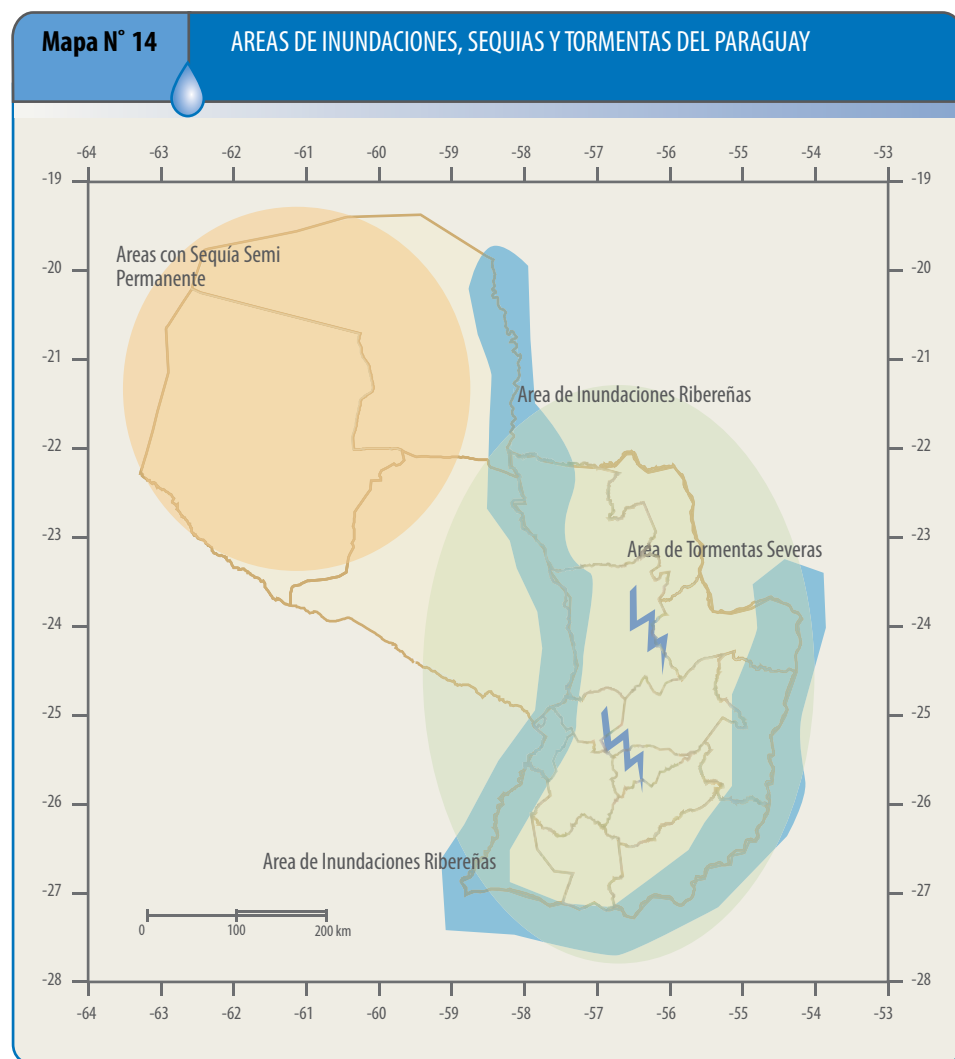 Mapa N° 14
AREAS DE INUNDACIONES, SEQUIAS Y TORMENTAS DEL PARAGUAY
-64 -63 -62 -61 -60 -59 -58 -57 -56 -55 -54 -53
-19 -19
Areas con Sequía Semi
Permanente
-20 -20
-21 -21
Area de Inundaciones Ribereñas
-22 -22
-23 -23
Area de Tormentas Severas
-24 -24
-25 -25
-26 -26
Area de Inundaciones Ribereñas
-27 -27
0 100 200 km
-28 -28
-64 -63 -62 -61 -60 -59 -58 -57 -56 -55 -54 -53